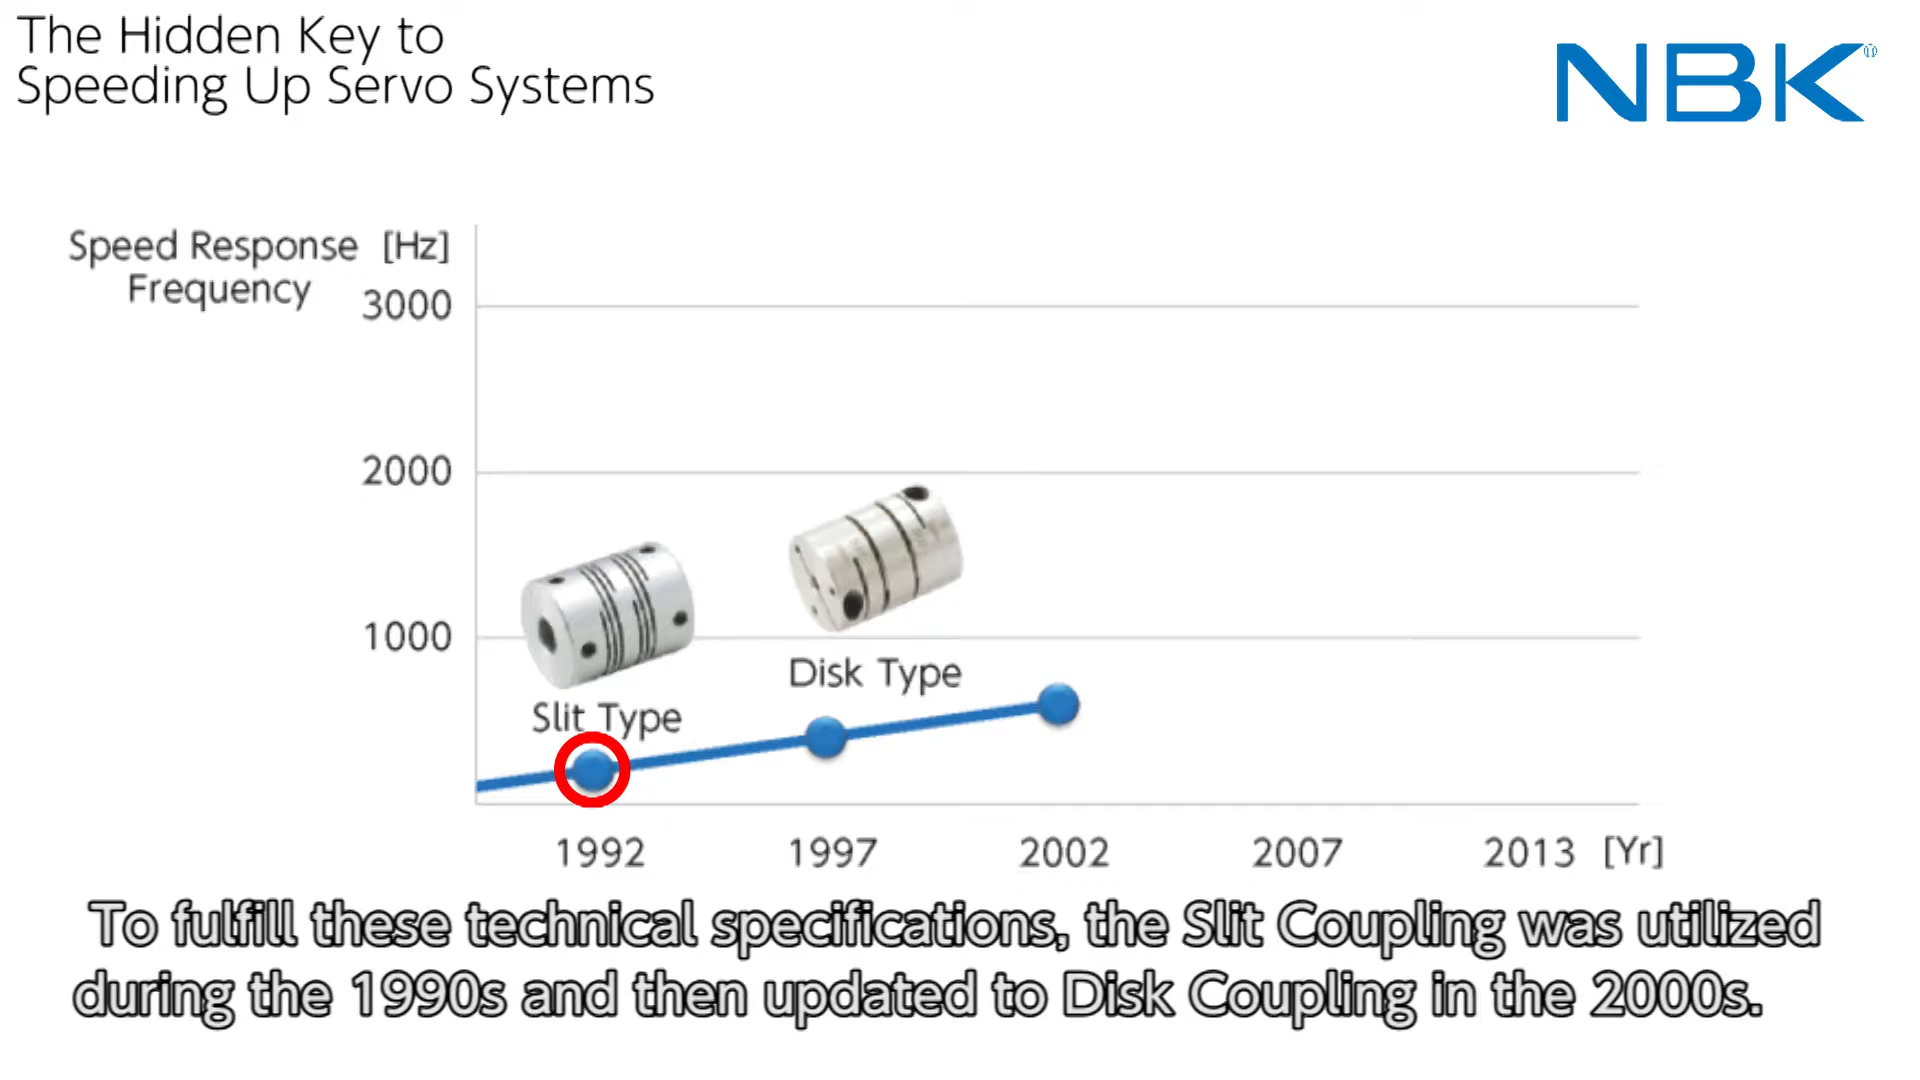 The Hidden Key to
Speeding Up Servo Systems
NBK®
Speed Response [Hz]
Frequency
3000
2000
1000
Disk Type
Slit Type
1992 1997 2002 2007 2013 [Yr]
To fulfill these technical specifications, the Slit Coupling was utilized
during the 1990s and then updated to Disk Coupling in the 2000s.